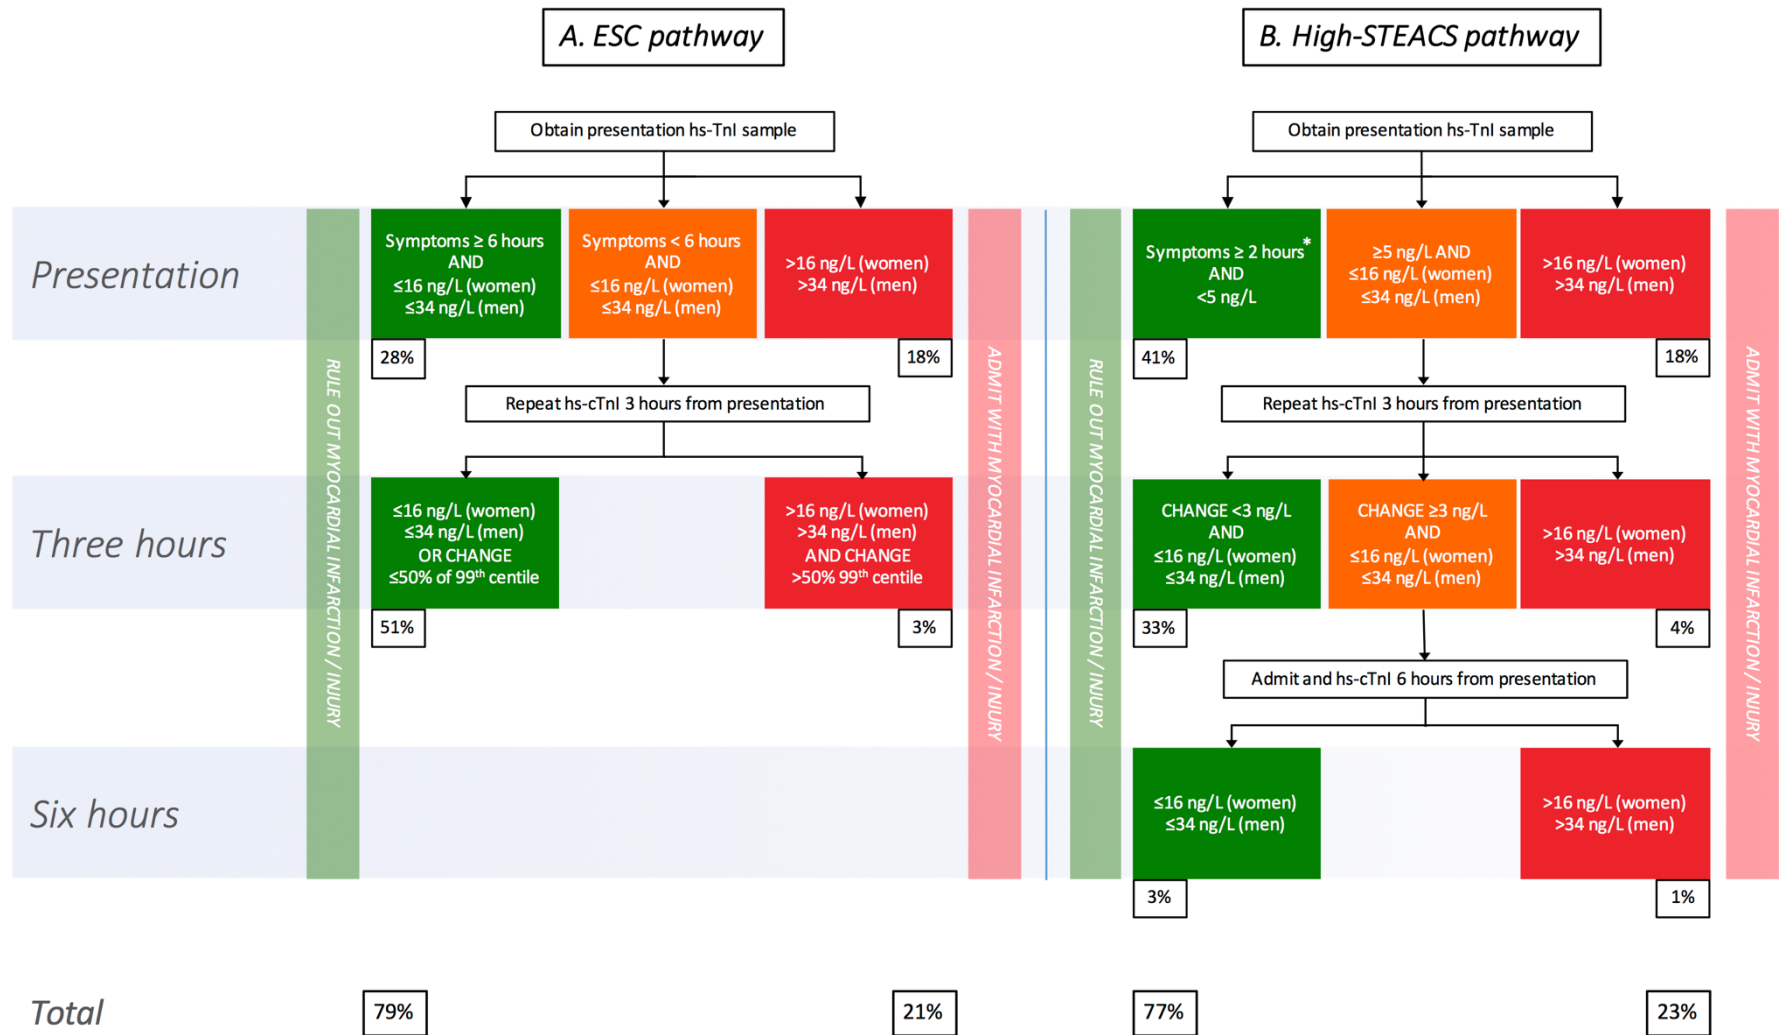 A. ESC pathway
B. High-STEACS pathway
Obtain presentation hs-TnI sample
Obtain presentation hs-TnI sample
Presentation
Symptoms ≥ 6 hours
AND
≤16 ng/L (women)
≤34 ng/L (men)
Symptoms < 6 hours
AND
≤16 ng/L (women)
≤34 ng/L (men)
>16 ng/L (women)
>34 ng/L (men)
Symptoms ≥ 2 hours*
AND
<5 ng/L
≥5 ng/L AND
≤16 ng/L (women)
≤34 ng/L (men)
>16 ng/L (women)
>34 ng/L (men)
28%
18%
41%
18%
RULE OUT MYOCARDIAL INFARCTION / INJURY
ADMIT WITH MYOCARDIAL INFARCTION / INJURY
RULE OUT MYOCARDIAL INFARCTION / INJURY
ADMIT WITH MYOCARDIAL INFARCTION / INJURY
Repeat hs-cTnI 3 hours from presentation
Repeat hs-cTnI 3 hours from presentation
Three hours
≤16 ng/L (women)
≤34 ng/L (men)
OR CHANGE
≤50% of 99th centile
>16 ng/L (women)
>34 ng/L (men)
AND CHANGE
>50% 99th centile
CHANGE <3 ng/L
AND
≤16 ng/L (women)
≤34 ng/L (men)
CHANGE ≥3 ng/L
AND
≤16 ng/L (women)
≤34 ng/L (men)
>16 ng/L (women)
>34 ng/L (men)
51%
3%
33%
4%
Admit and hs-cTnI 6 hours from presentation
Six hours
≤16 ng/L (women)
≤34 ng/L (men)
>16 ng/L (women)
>34 ng/L (men)
3%
1%
Total
79%
21%
77%
23%